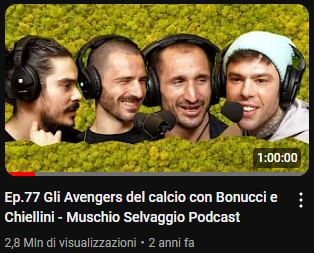 1:00:00
Ep.77 Gli Avengers del calcio con Bonucci e
Chiellini - Muschio Selvaggio Podcast
2,8 Mln di visualizzazioni • 2 anni fa